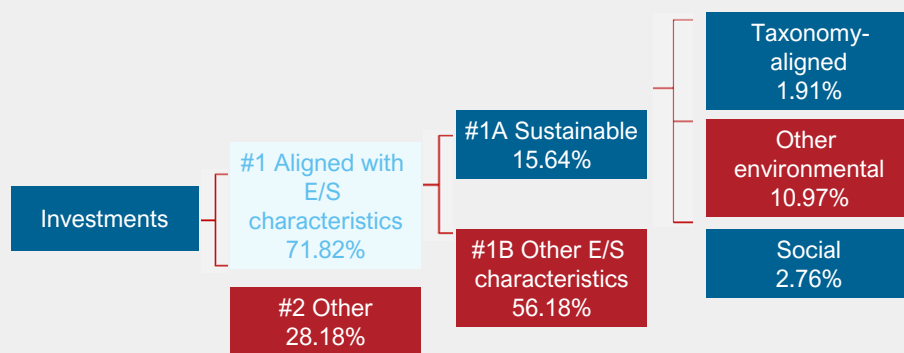 Investments
#1 Aligned with
E/S
characteristics
71.82%
#2 Other
28.18%
#1A Sustainable
15.64%
#1B Other E/S
characteristics
56.18%
Taxonomy-
aligned
1.91%
Other
environmental
10.97%
Social
2.76%